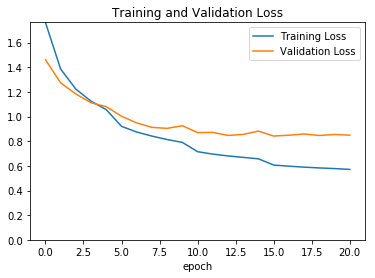 Training and Validation Loss
Training Loss
Validation Loss
1.6
1.4
1.2
1.0
0.8
0.6
0.4
0.2
0.0
0.0 2.5 5.0 7.5 10.0 12.5 15.0 17.5 20.0
epoch